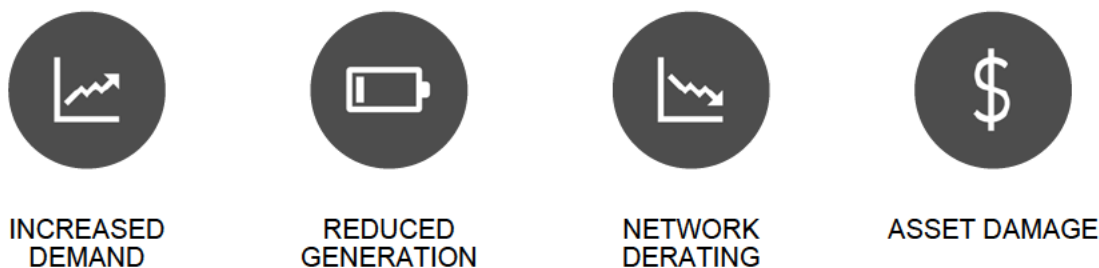 INCREASED
DEMAND
REDUCED
GENERATION
NETWORK
DERATING
ASSET DAMAGE